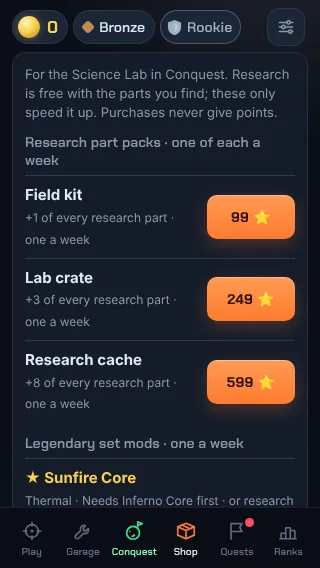 0 Bronze Rookie
For the Science Lab in Conquest. Research
is free with the parts you find; these only
speed it up. Purchases never give points.
Research part packs · one of each a
week
Field kit
+1 of every research part ·
one a week
99 ⭐
Lab crate
+3 of every research part ·
one a week
249 ⭐
Research cache
+8 of every research part ·
one a week
599 ⭐
Legendary set mods · one a week
★ Sunfire Core
Thermal · Needs Inferno Core first · or research
Play Garage Conquest Shop Quests Ranks